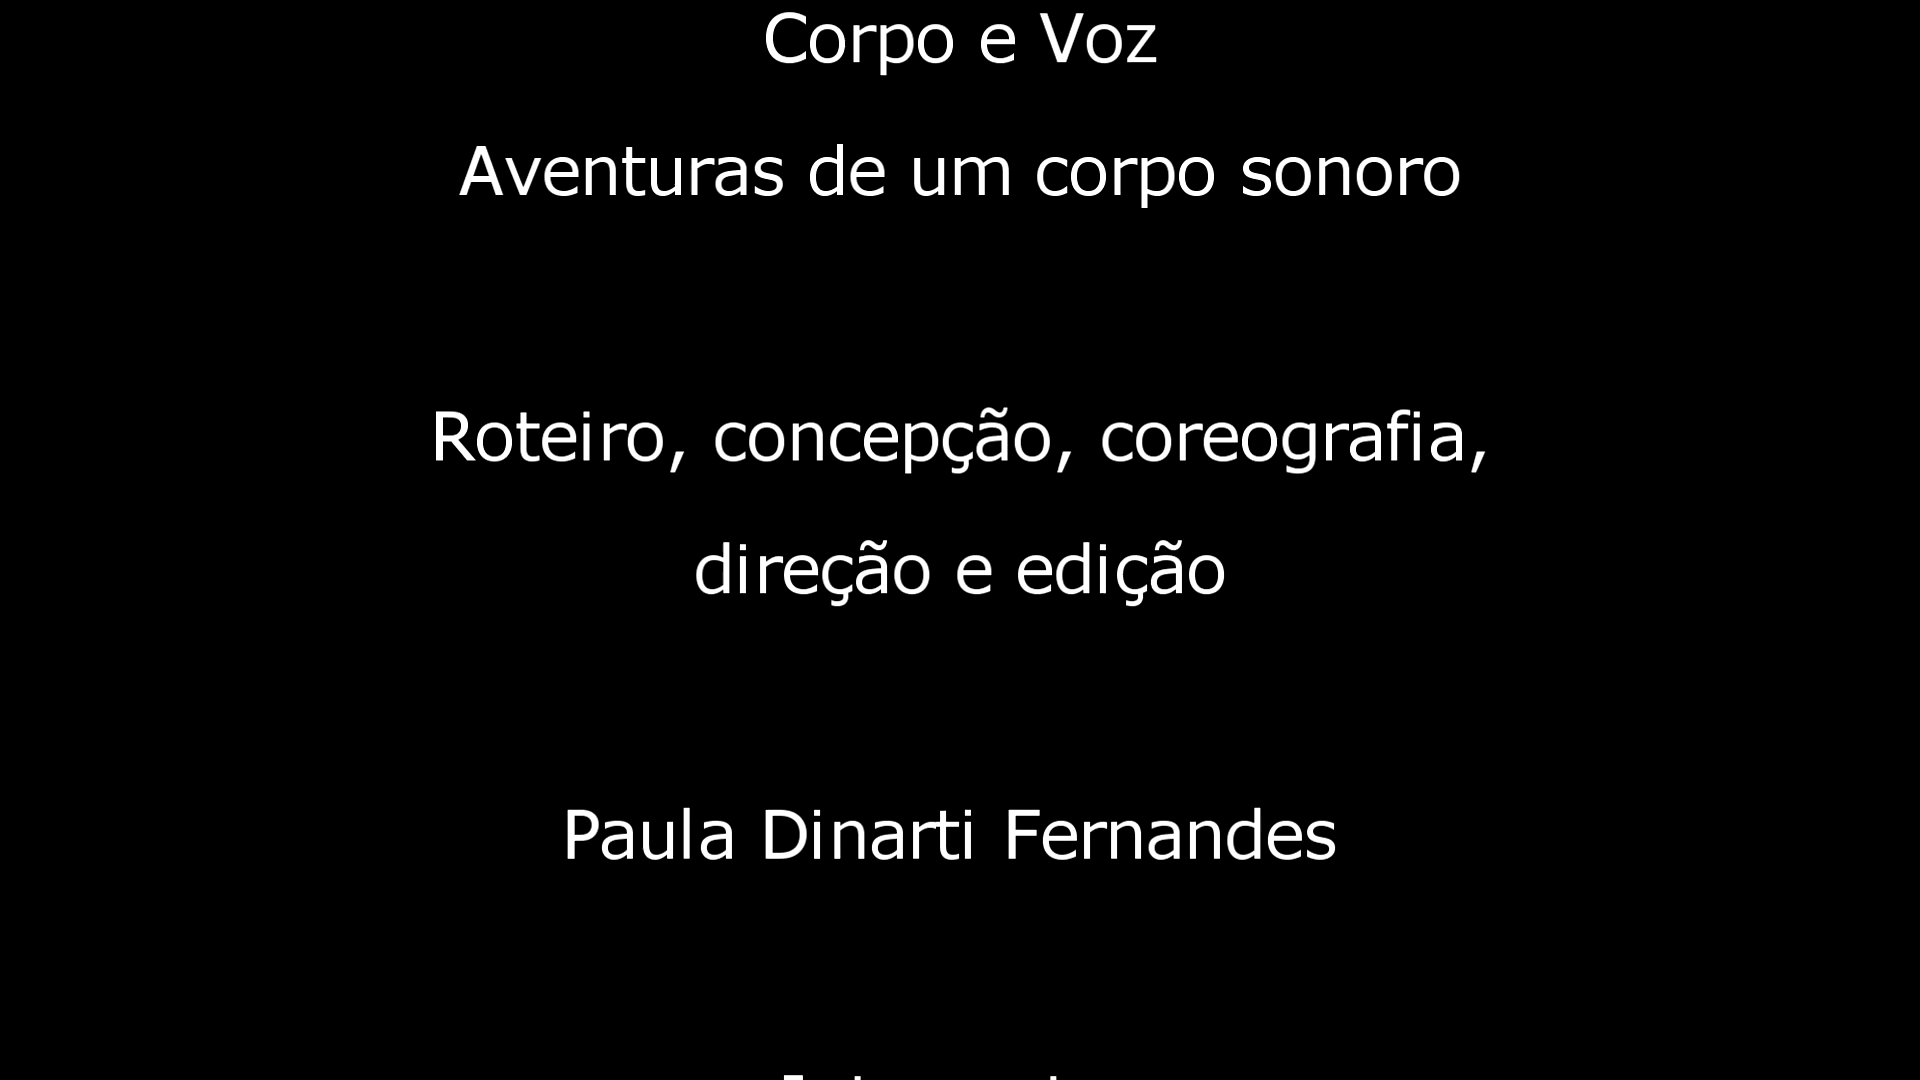 Corpo e Voz
Aventuras de um corpo sonoro
Roteiro, concepção, coreografia,
direção e edição
Paula Dinarti Fernandes